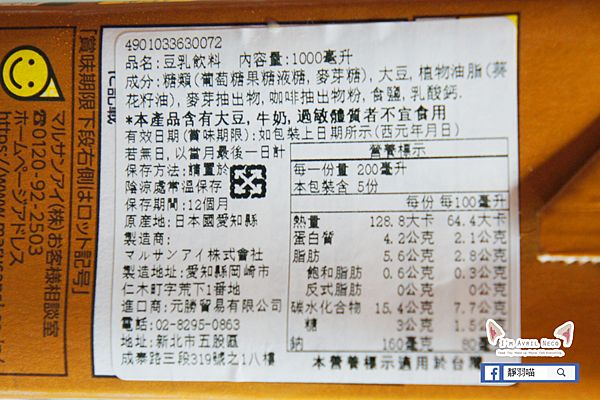 4901033630072
品名:豆乳飲料 內容量:1000毫升
成分:糖類(葡萄糖果糖液糖,麥芽糖),大豆,植物油脂(葵
花籽油),麥芽抽出物,咖啡抽出物粉,食鹽,乳酸鈣.
*本產品含有大豆,牛奶,過敏體質者不宜食用
有效日期(賞味期限):如包裝上日期所示(西元年月日)
若無日,以當月最後一日計
保存方法:請置於
陰涼處常温保存
保存期間:12個月
原產地:日本國愛知縣
製造商:
マルサンアイ株式會社
製造地址:愛知縣岡崎市
仁木町字荒下1番地
進口商:元勝貿易有限公司
電話:02-8295-0863
地址:新北市五股區
成泰路三段319號之1八樓
營養標示
每一份量 200毫升
本包裝含 5份
每份 每100毫升
熱量 128.8大卡 64.4大卡
蛋白質 4.2公克 2.1公克
脂肪 5.6公克 2.8公克
飽和脂肪 0.6公克 0.3公克
反式脂肪 0公克 0公克
碳水化合物 15.4公克 7.7公克
糖 3公克 1.5公
鈉 160毫克 80毫
本營養標示適用於台灣
「賞味期限下段右側はロット記号」
マルサンアイ(株)お客様相談室
☎0120-92-2503
ホームページアドレス
I'm Avril Neco
靜羽喵